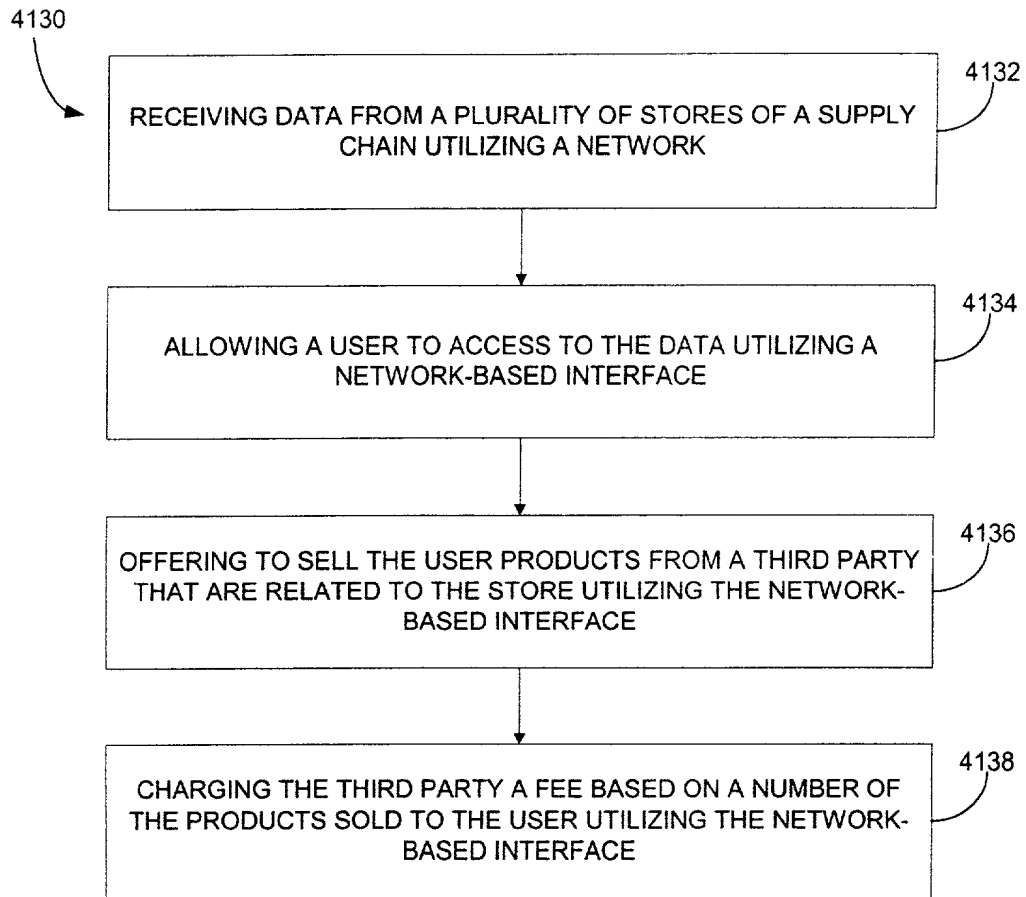 4130
4132
RECEIVING DATA FROM A PLURALITY OF STORES OF A SUPPLY
CHAIN UTILIZING A NETWORK
4134
ALLOWING A USER TO ACCESS TO THE DATA UTILIZING A
NETWORK-BASED INTERFACE
4136
OFFERING TO SELL THE USER PRODUCTS FROM A THIRD PARTY
THAT ARE RELATED TO THE STORE UTILIZING THE NETWORK-
BASED INTERFACE
4138
CHARGING THE THIRD PARTY A FEE BASED ON A NUMBER OF
THE PRODUCTS SOLD TO THE USER UTILIZING THE NETWORK-
BASED INTERFACE